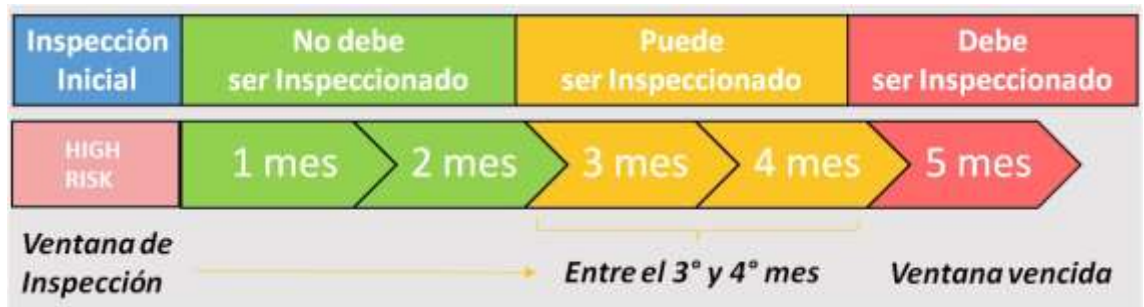 Inspección
Inicial
No debe
ser Inspeccionado
Puede
ser Inspeccionado
Debe
ser Inspeccionado
HIGH
RISK
1 mes
2 mes
3 mes
4 mes
5 mes
Ventana de
Inspección
Entre el 3° y 4° mes
Ventana vencida